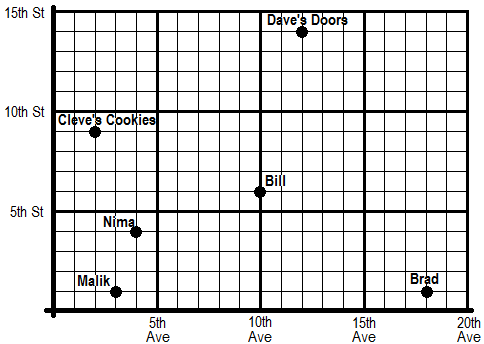 15th St
Dave's Doors
10th St
Cleve's Cookies
Bill
5th St
Nima
Malik
Brad
5th
Ave
10th
Ave
15th
Ave
20th
Ave